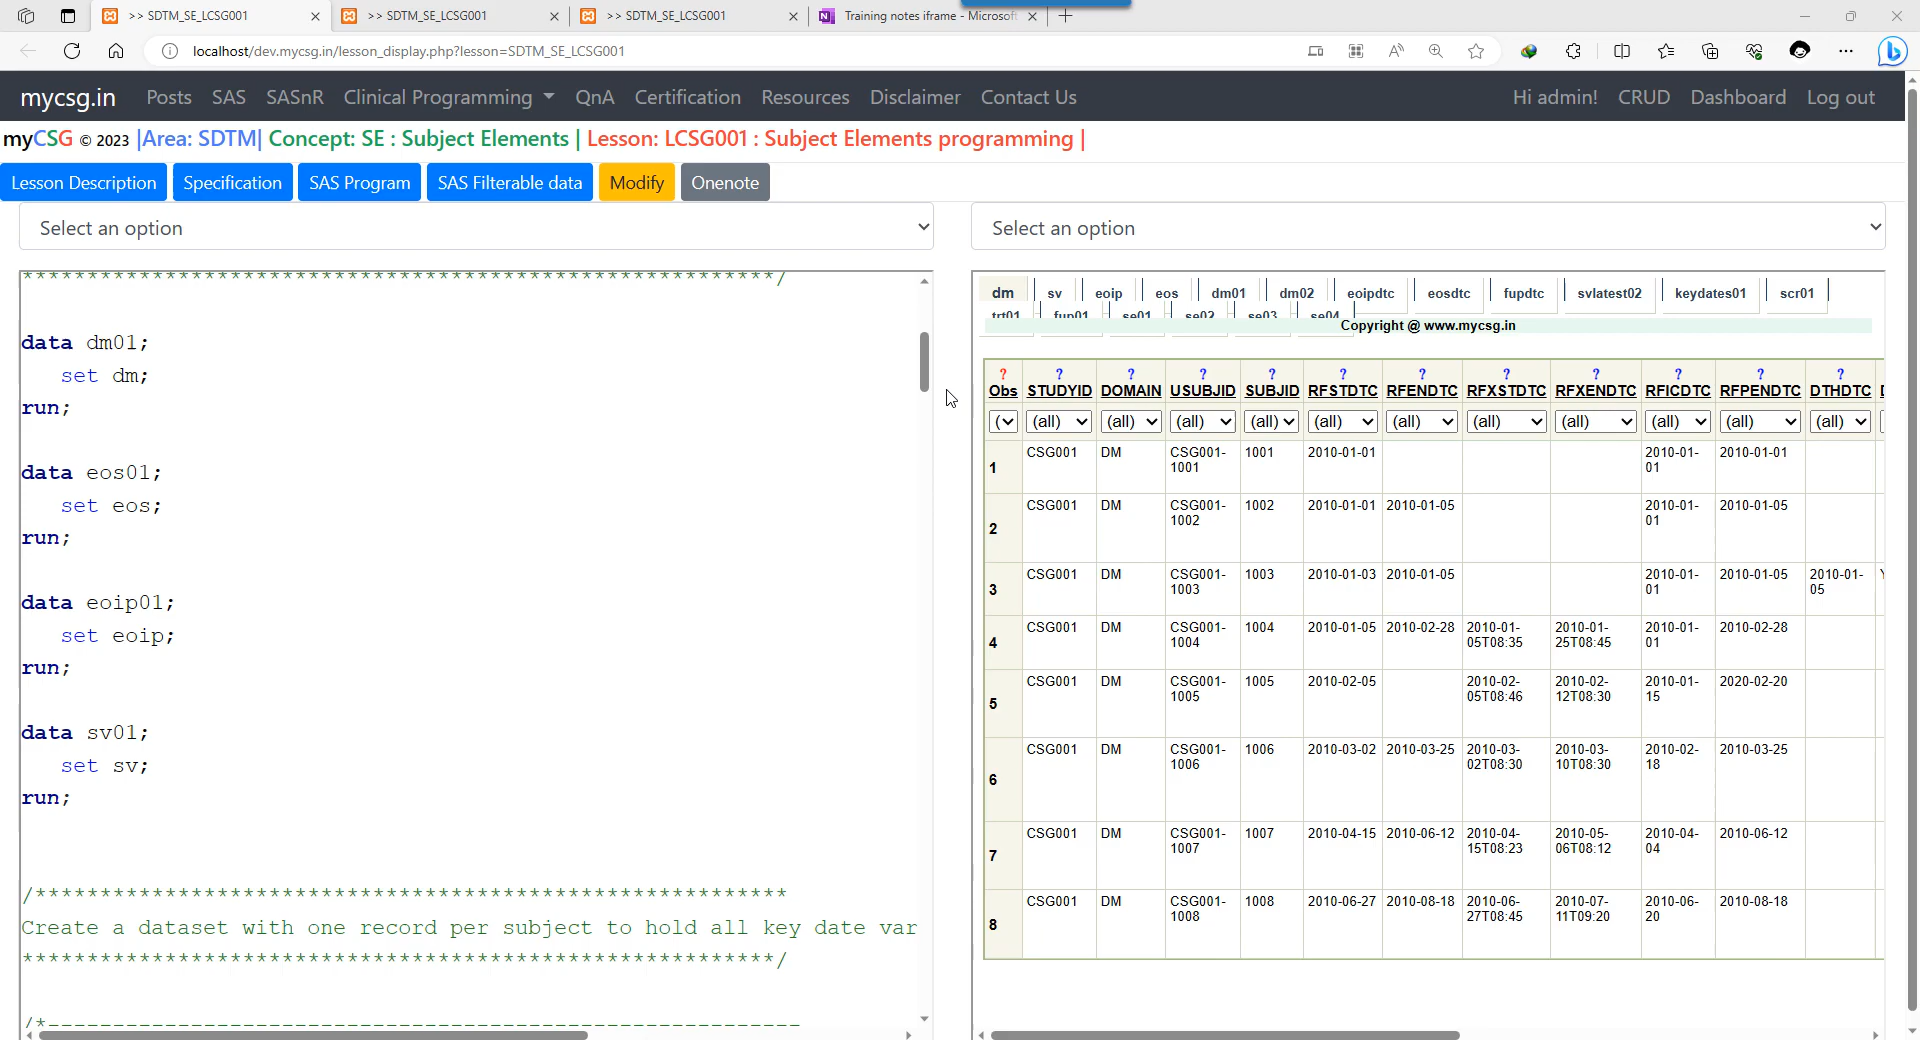 >> SDTM_SE_LCSG001
>> SDTM_SE_LCSG001
>> SDTM_SE_LCSG001
Training notes iframe - Microsoft
localhost/dev.mycsg.in/lesson_display.php?lesson=SDTM_SE_LCSG001
mycsg.in Posts SAS SASnR Clinical Programming QnA Certification Resources Disclaimer Contact Us Hi admin! CRUD Dashboard Log out
myCSG © 2023 |Area: SDTM| Concept: SE : Subject Elements | Lesson: LCSG001 : Subject Elements programming |
Lesson Description Specification SAS Program SAS Filterable data Modify Onenote
Select an option
**********************************************************/
data dm01;
set dm;
run;
data eos01;
set eos;
run;
data eoip01;
set eoip;
run;
data sv01;
set sv;
run;
/**********************************************************
Create a dataset with one record per subject to hold all key date var
**********************************************************/
/*----------------------------------------------------------
Select an option
dm sv eoip eos dm01 dm02 eoipdtc eosdtc fupdtc svlatest02 keydates01 scr01
trt01 fup01 se01 se02 se03 se04
Copyright @ www.mycsg.in
? ? ? ? ? ? ? ? ? ? ? ?
Obs STUDYID DOMAIN USUBJID SUBJID RFSTDTC RFENDTC RFXSTDTC RFXENDTC RFICDTC RFPENDTC DTHDTC
( (all) (all) (all) (all) (all) (all) (all) (all) (all) (all) (all)
1 CSG001 DM CSG001-1001 1001 2010-01-01 2010-01-01 2010-01-01
2 CSG001 DM CSG001-1002 1002 2010-01-01 2010-01-05 2010-01-01 2010-01-05
3 CSG001 DM CSG001-1003 1003 2010-01-03 2010-01-05 2010-01-01 2010-01-05 2010-01-05
4 CSG001 DM CSG001-1004 1004 2010-01-05 2010-02-28 2010-01-05T08:35 2010-01-25T08:45 2010-01-01 2010-02-28
5 CSG001 DM CSG001-1005 1005 2010-02-05 2010-02-05T08:46 2010-02-12T08:30 2010-01-15 2020-02-20
6 CSG001 DM CSG001-1006 1006 2010-03-02 2010-03-25 2010-03-02T08:30 2010-03-10T08:30 2010-02-18 2010-03-25
7 CSG001 DM CSG001-1007 1007 2010-04-15 2010-06-12 2010-04-15T08:23 2010-05-06T08:12 2010-04-04 2010-06-12
8 CSG001 DM CSG001-1008 1008 2010-06-27 2010-08-18 2010-06-27T08:45 2010-07-11T09:20 2010-06-20 2010-08-18